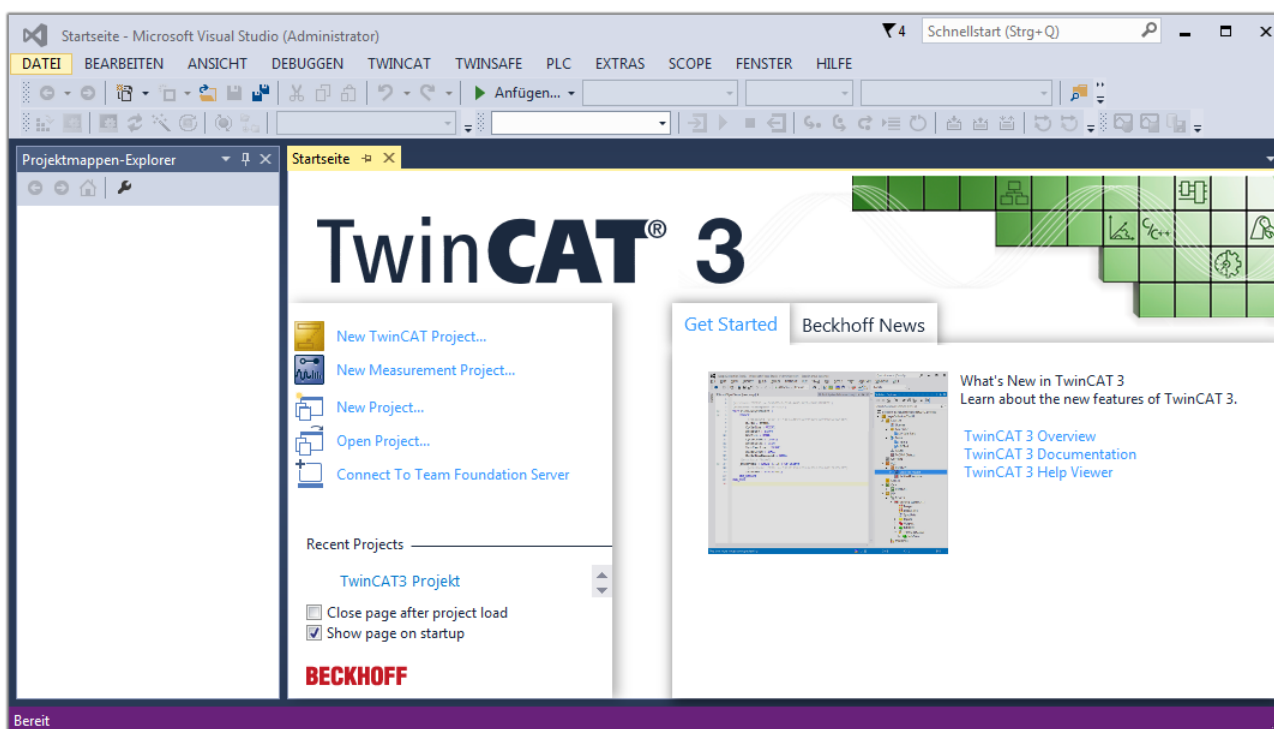 Startseite - Microsoft Visual Studio (Administrator)
4
Schnellstart (Strg+Q)
DATEI BEARBEITEN ANSICHT DEBUGGEN TWINCAT TWINSAFE PLC EXTRAS SCOPE FENSTER HILFE
Anfügen...
Projektmappen-Explorer
Startseite
TwinCAT® 3
C/C++
New TwinCAT Project...
New Measurement Project...
New Project...
Open Project...
Connect To Team Foundation Server
Recent Projects
TwinCAT3 Projekt
Close page after project load
Show page on startup
BECKHOFF
Get Started
Beckhoff News
What's New in TwinCAT 3
Learn about the new features of TwinCAT 3.
TwinCAT 3 Overview
TwinCAT 3 Documentation
TwinCAT 3 Help Viewer
Bereit